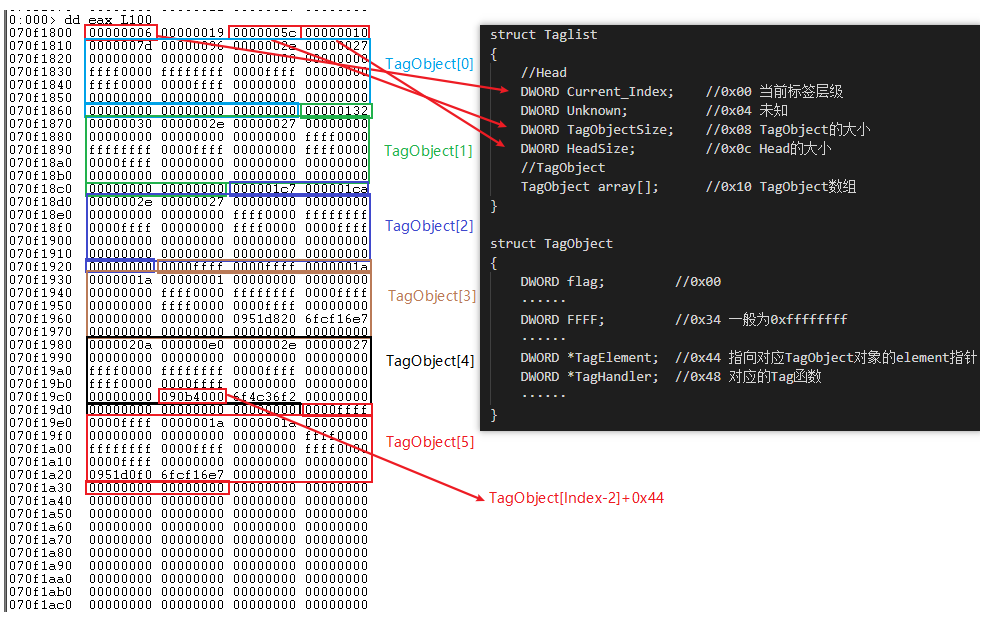 0:000> dd eax L100
070f1800 00000006 00000019 0000005c 00000010
070f1810 0000007d 00000096 0000002e 00000027
070f1820 00000000 00000000 00000000 00000000
070f1830 ffff0000 ffffffff 0000ffff 00000000
070f1840 ffff0000 0000ffff 00000000 00000000
070f1850 00000000 00000000 00000000 00000000
070f1860 00000000 00000000 00000000 00000132
070f1870 00000030 0000002e 00000027 00000000
070f1880 00000000 00000000 00000000 ffff0000
070f1890 ffffffff 0000ffff 00000000 ffff0000
070f18a0 0000ffff 00000000 00000000 00000000
070f18b0 00000000 00000000 00000000 00000000
070f18c0 00000000 00000000 000001c7 000001ca
070f18d0 0000002e 00000027 00000000 00000000
070f18e0 00000000 00000000 ffff0000 ffffffff
070f18f0 0000ffff 00000000 ffff0000 0000ffff
070f1900 00000000 00000000 00000000 00000000
070f1910 00000000 00000000 00000000 00000000
070f1920 00000000 0000ffff 0000ffff 0000001a
070f1930 0000001a 00000001 00000000 00000000
070f1940 00000000 ffff0000 ffffffff 0000ffff
070f1950 00000000 ffff0000 0000ffff 00000000
070f1960 00000000 00000000 0951d820 6fcf16e7
070f1970 00000000 00000000 00000000 00000000
070f1980 0000020a 000000e0 0000002e 00000027
070f1990 00000000 00000000 00000000 00000000
070f19a0 ffff0000 ffffffff 0000ffff 00000000
070f19b0 ffff0000 0000ffff 00000000 00000000
070f19c0 00000000 090b4000 6f4c36f2 00000000
070f19d0 00000000 00000000 00000000 0000ffff
070f19e0 0000ffff 0000001a 0000001a 00000000
070f19f0 00000000 00000000 00000000 ffff0000
070f1a00 ffffffff 0000ffff 00000000 ffff0000
070f1a10 0000ffff 00000000 00000000 00000000
070f1a20 0951d0f0 6fcf16e7 00000000 00000000
070f1a30 00000000 00000000 00000000 00000000
070f1a40 00000000 00000000 00000000 00000000
070f1a50 00000000 00000000 00000000 00000000
070f1a60 00000000 00000000 00000000 00000000
070f1a70 00000000 00000000 00000000 00000000
070f1a80 00000000 00000000 00000000 00000000
070f1a90 00000000 00000000 00000000 00000000
070f1aa0 00000000 00000000 00000000 00000000
070f1ab0 00000000 00000000 00000000 00000000
070f1ac0 00000000 00000000 00000000 00000000
TagObject[0]
TagObject[1]
TagObject[2]
TagObject[3]
TagObject[4]
TagObject[5]
TagObject[Index-2]+0x44
struct Taglist
{
//Head
DWORD Current_Index; //0x00 当前标签层级
DWORD Unknown; //0x04 未知
DWORD TagObjectSize; //0x08 TagObject的大小
DWORD HeadSize; //0x0c Head的大小
//TagObject
TagObject array[]; //0x10 TagObject数组
}
struct TagObject
{
DWORD flag; //0x00
······
DWORD FFFF; //0x34 一般为0xffffffff
······
DWORD *TagElement; //0x44 指向对应TagObject对象的element指针
DWORD *TagHandler; //0x48 对应的Tag函数
······
}